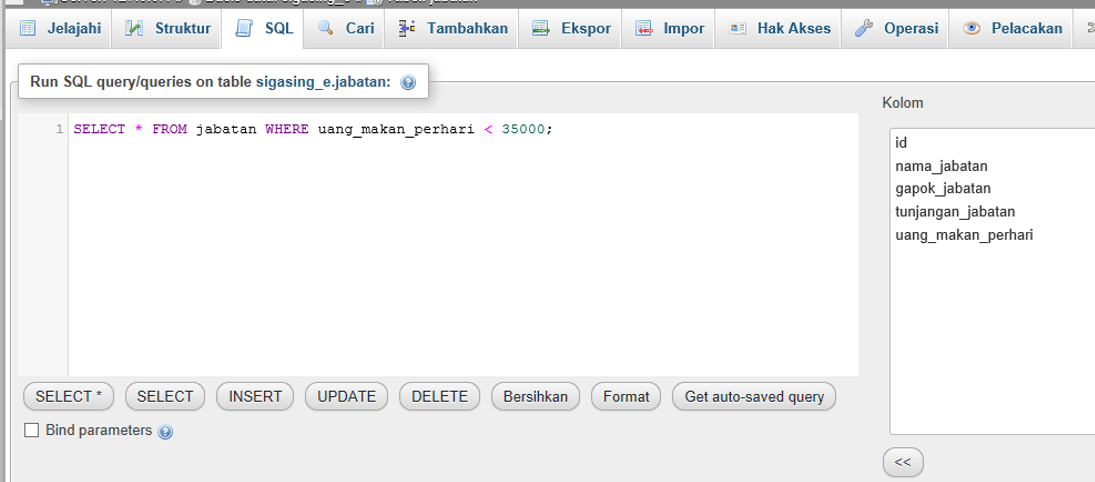 Jelajahi Struktur SQL Cari Tambahkan Ekspor Impor Hak Akses Operasi Pelacakan
Run SQL query/queries on table sigasing_e.jabatan:
Kolom
1 SELECT * FROM jabatan WHERE uang_makan_perhari < 35000;
id
nama_jabatan
gapok_jabatan
tunjangan_jabatan
uang_makan_perhari
SELECT * SELECT INSERT UPDATE DELETE Bersihkan Format Get auto-saved query
Bind parameters
<<